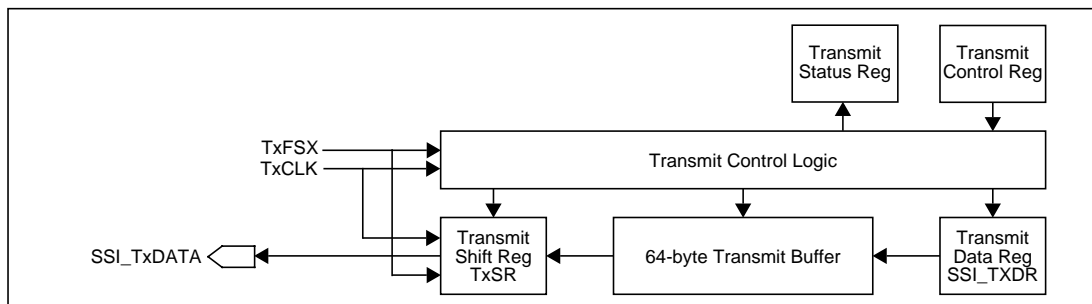 Transmit
Status Reg
Transmit
Control Reg
TxFSX
TxCLK
Transmit Control Logic
SSI_TxDATA
Transmit
Shift Reg
TxSR
64-byte Transmit Buffer
Transmit
Data Reg
SSI_TXDR